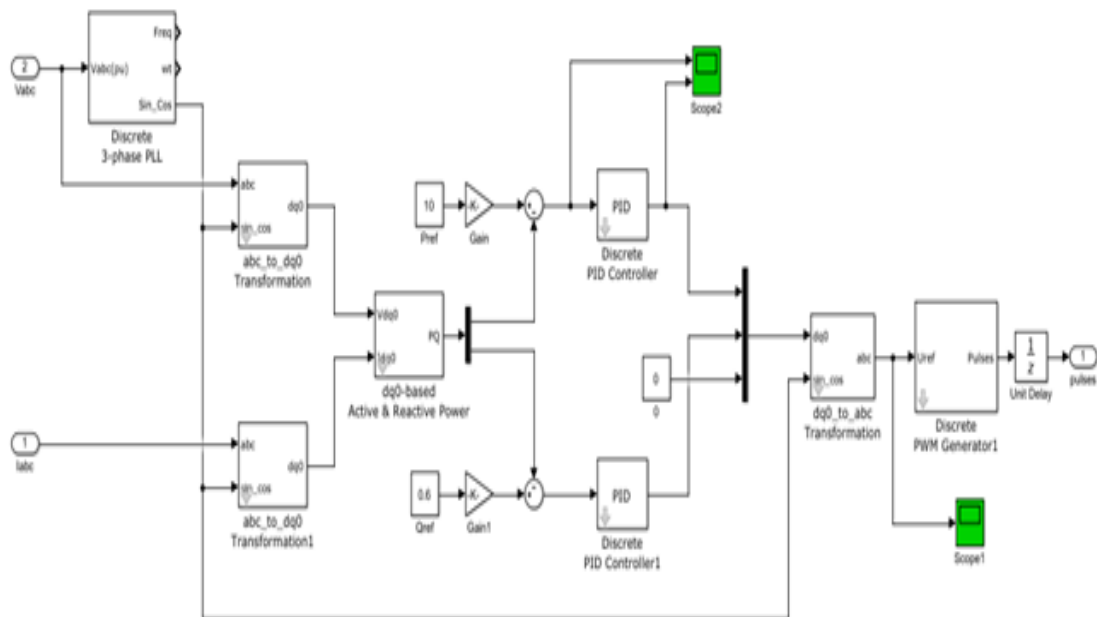 Freq
2
Vabc
Vabc(pu)
wt
Sin_Cos
Discrete
3-phase PLL
Scope2
abc
dq0
sin_cos
abc_to_dq0
Transformation
10
Pref
K-
Gain
PID
Discrete
PID Controller
Vdq0
PQ
Idq0
dq0-based
Active & Reactive Power
0
0
dq0
abc
sin_cos
dq0_to_abc
Transformation
Uref
Pulses
Discrete
PWM Generator1
1
z
Unit Delay
1
pulses
1
Iabc
abc
dq0
sin_cos
abc_to_dq0
Transformation1
0.6
Qref
K-
Gain1
PID
Discrete
PID Controller1
Scope1